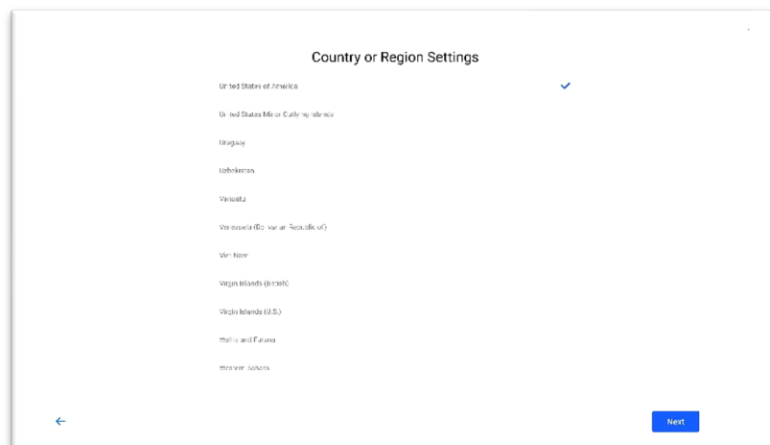 Country or Region Settings
United States of America
United States Minor Outlying Islands
Uruguay
Uzbekistan
Vanuatu
Venezuela (Bolivarian Republic of)
Viet Nam
Virgin Islands (British)
Virgin Islands (U.S.)
Wallis and Futuna
Western Sahara
Next